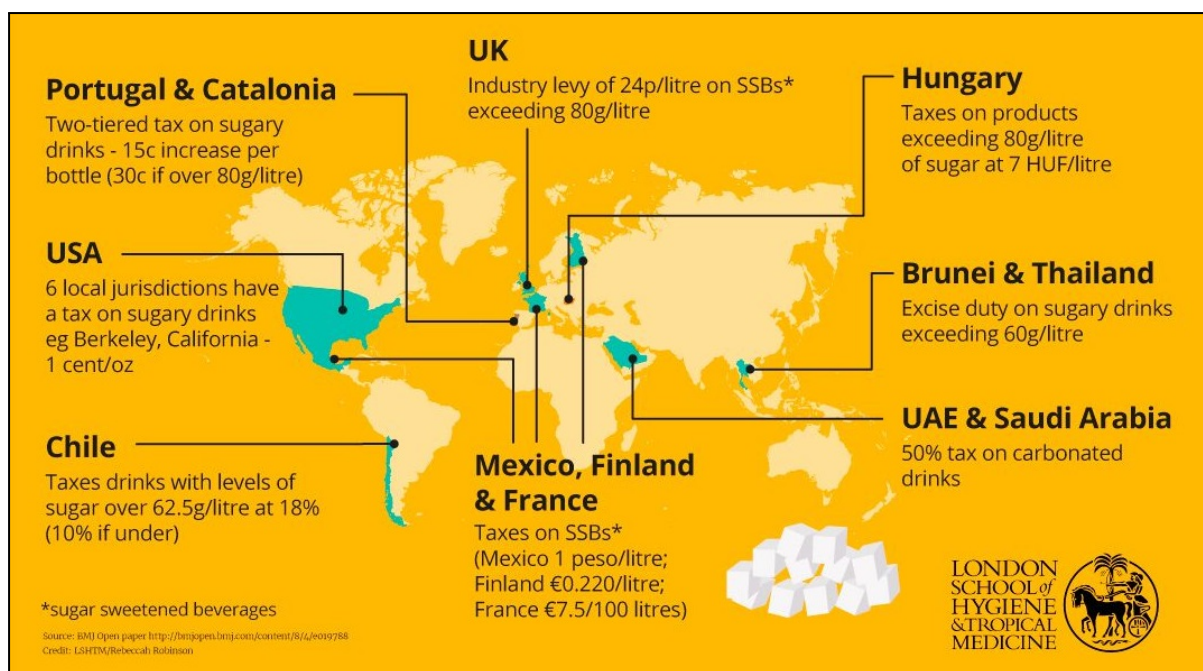 UK
Industry levy of 24p/litre on SSBs*
exceeding 80g/litre
Portugal & Catalonia
Two-tiered tax on sugary
drinks - 15c increase per
bottle (30c if over 80g/litre)
Hungary
Taxes on products
exceeding 80g/litre
of sugar at 7 HUF/litre
USA
6 local jurisdictions have
a tax on sugary drinks
eg Berkeley, California -
1 cent/oz
Brunei & Thailand
Excise duty on sugary drinks
exceeding 60g/litre
Chile
Taxes drinks with levels of
sugar over 62.5g/litre at 18%
(10% if under)
Mexico, Finland
& France
Taxes on SSBs*
(Mexico 1 peso/litre;
Finland €0.220/litre;
France €7.5/100 litres)
UAE & Saudi Arabia
50% tax on carbonated
drinks
*sugar sweetened beverages
Source: BMJ Open paper http://bmjopen.bmj.com/content/8/4/e019788
Credit: LSHTM/Rebeccah Robinson
LONDON
SCHOOL of
HYGIENE
& TROPICAL
MEDICINE